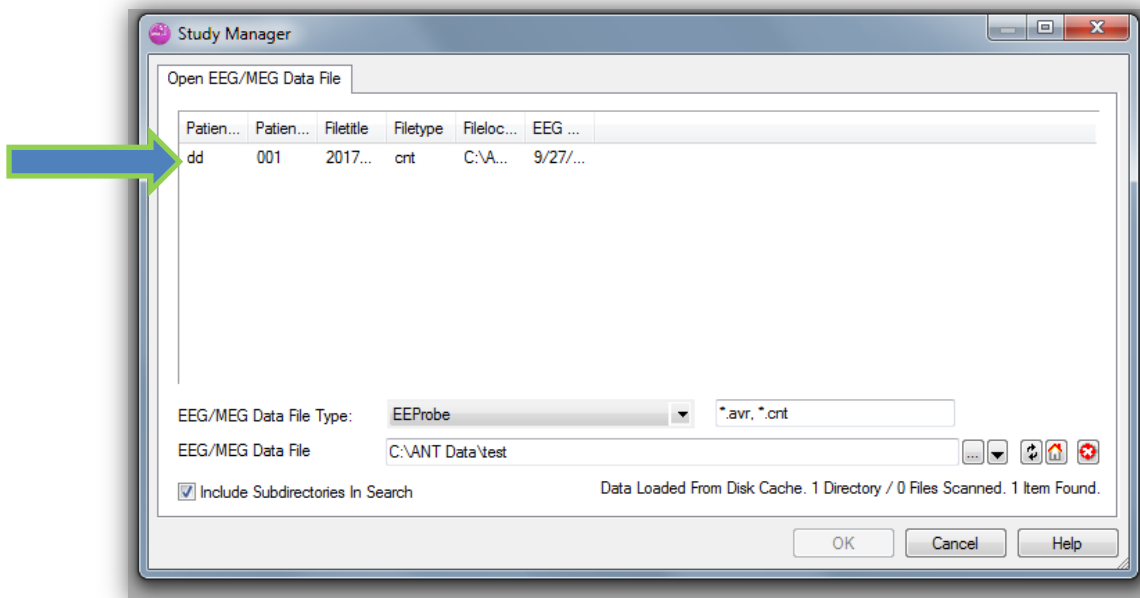 Study Manager
Open EEG/MEG Data File
Patien... Patien... Filetitle Filetype Fileloc... EEG ...
dd 001 2017... cnt C:\A... 9/27/...
EEG/MEG Data File Type: EEProbe *.avr, *.cnt
EEG/MEG Data File C:\ANT Data\test ...
Include Subdirectories In Search Data Loaded From Disk Cache. 1 Directory / 0 Files Scanned. 1 Item Found.
OK Cancel Help